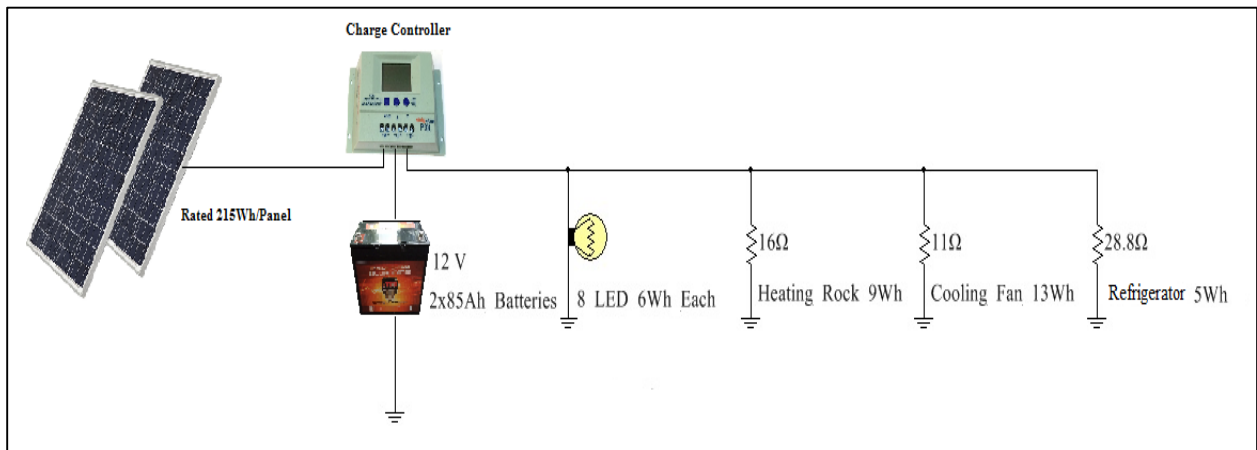 Charge Controller
Rated 215Wh/Panel
12 V
2x85Ah Batteries
8 LED 6Wh Each
16Ω
Heating Rock 9Wh
11Ω
Cooling Fan 13Wh
28.8Ω
Refrigerator 5Wh